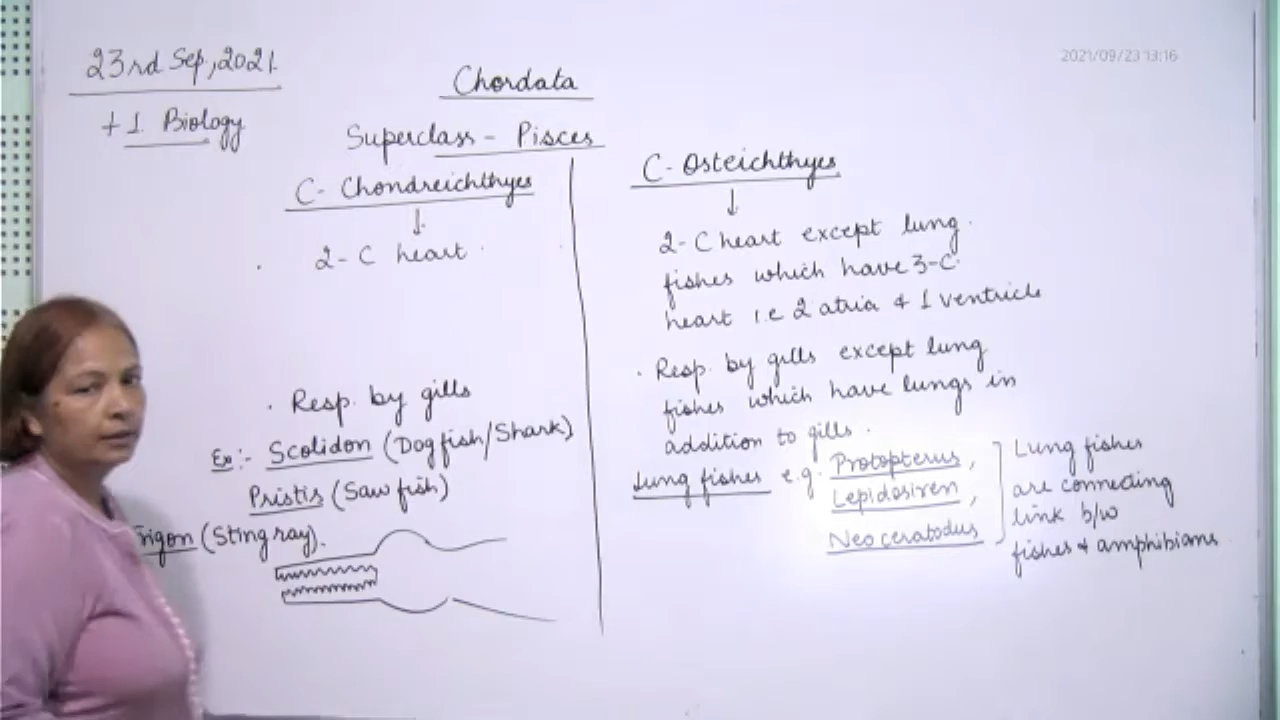 23rd Sep, 2021.
+1 Biology
2021/09/23 13:16
Chordata
Superclass - Pisces
C- Chondreichthyes
2- C heart
. Resp. by gills
Ex:- Scolidon (Dog fish/Shark)
Pristis (Saw fish)
Trigon (Sting ray).
C- Osteichthyes
2- C heart except lung
fishes which have 3-C
heart i.e 2 atria & 1 ventricle
. Resp. by gills except lung
fishes which have lungs in
addition to gills.
Lung fishes e.g. Protopterus,
Lepidosiren,
Neoceratodus
Lung fishes
are connecting
link b/w
fishes & amphibians